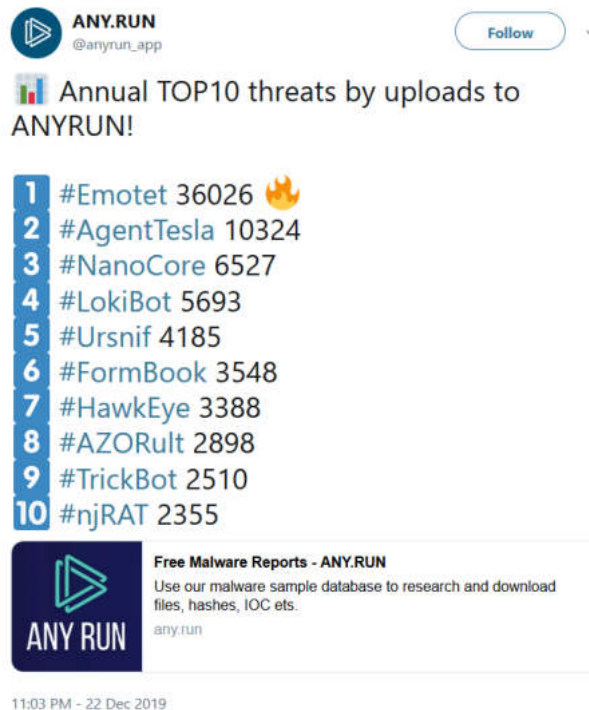 ANY.RUN
@anyrun_app
Follow
📊 Annual TOP10 threats by uploads to
ANYRUN!
1 #Emotet 36026 🔥
2 #AgentTesla 10324
3 #NanoCore 6527
4 #LokiBot 5693
5 #Ursnif 4185
6 #FormBook 3548
7 #HawkEye 3388
8 #AZORult 2898
9 #TrickBot 2510
10 #njRAT 2355
ANY RUN
Free Malware Reports - ANY.RUN
Use our malware sample database to research and download
files, hashes, IOC ets.
any.run
11:03 PM - 22 Dec 2019